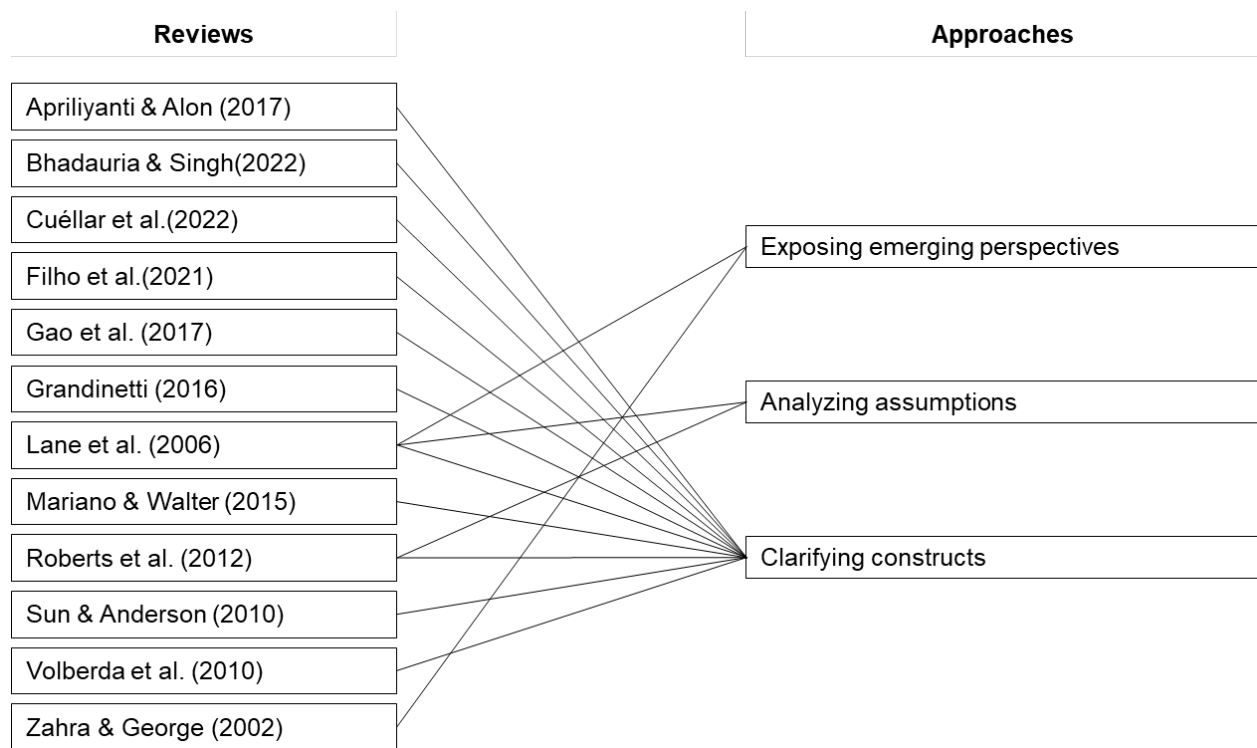 Reviews
Approaches
Apriliyanti & Alon (2017)
Bhadauria & Singh(2022)
Cuéllar et al.(2022)
Exposing emerging perspectives
Filho et al.(2021)
Gao et al. (2017)
Grandinetti (2016)
Analyzing assumptions
Lane et al. (2006)
Mariano & Walter (2015)
Roberts et al. (2012)
Clarifying constructs
Sun & Anderson (2010)
Volberda et al. (2010)
Zahra & George (2002)